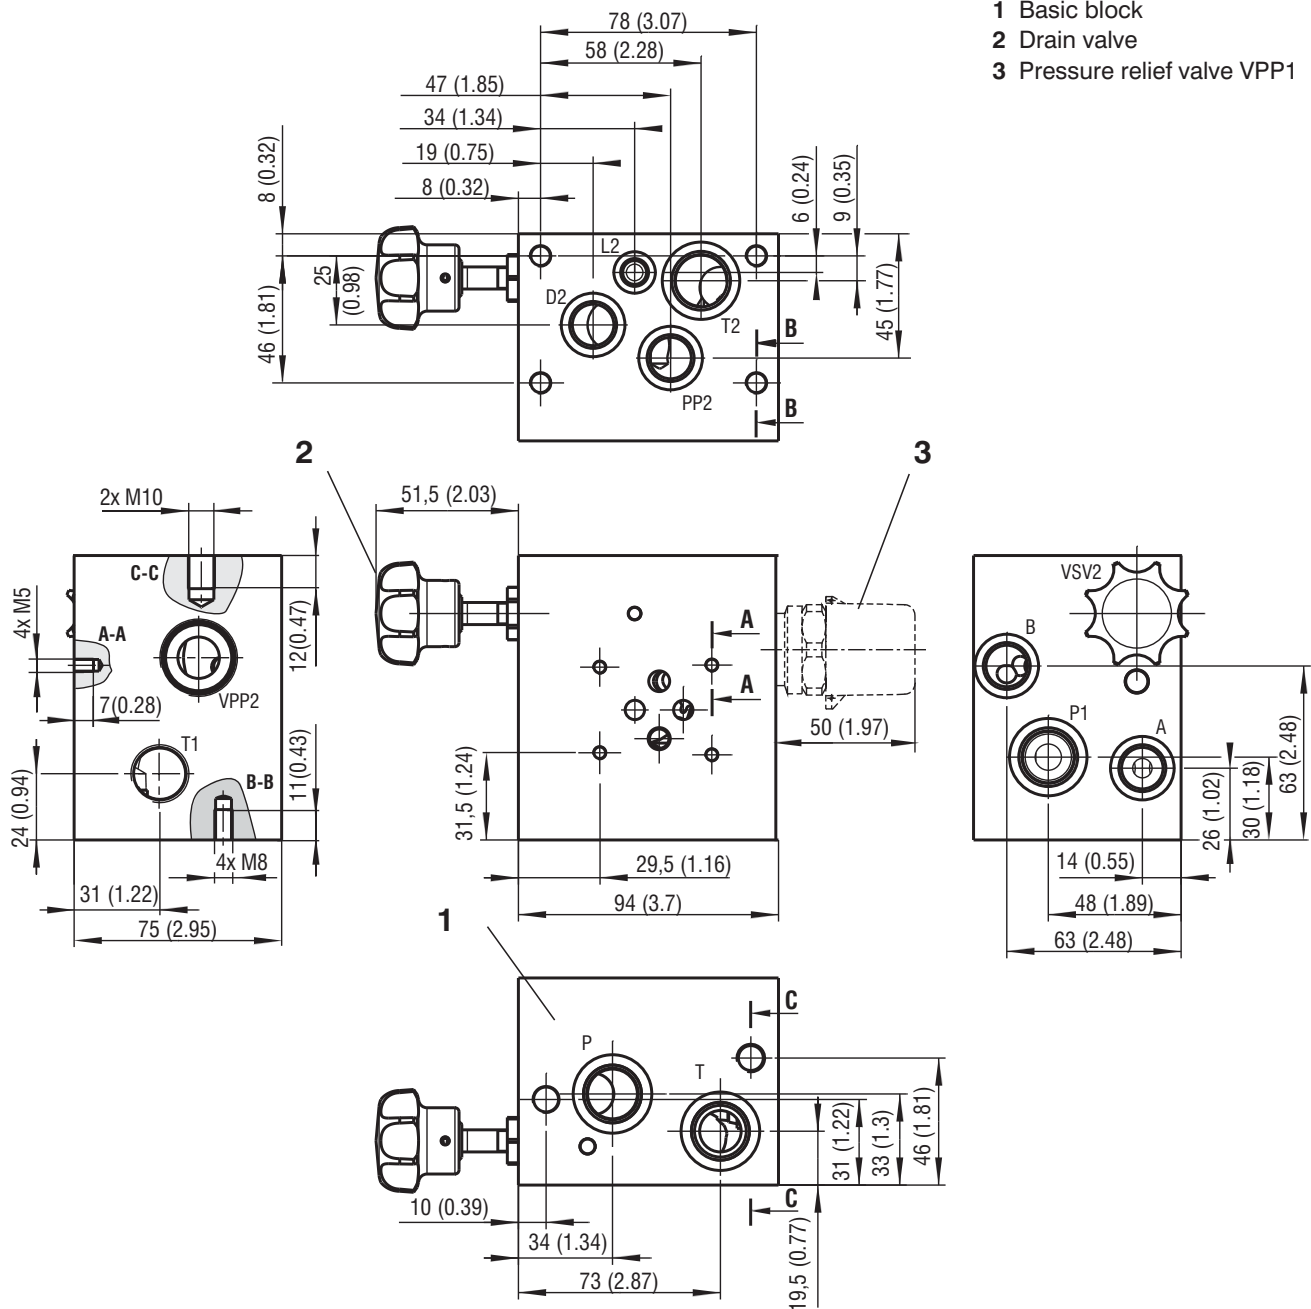 1 Basic block
2 Drain valve
3 Pressure relief valve VPP1
78 (3.07)
58 (2.28)
47 (1.85)
34 (1.34)
19 (0.75)
8 (0.32)
8 (0.32)
46 (1.81)
25
(0.98)
6 (0.24)
9 (0.35)
45 (1.77)
L2
D2
T2
PP2
B
B
2
3
2x M10
C-C
4x M5
A-A
12(0.47)
7(0.28)
VPP2
T1
24 (0.94)
B-B
11(0.43)
4x M8
31 (1.22)
75 (2.95)
51,5 (2.03)
A
A
50 (1.97)
31,5 (1.24)
29,5 (1.16)
94 (3.7)
VSV2
B
P1
A
63 (2.48)
30 (1.18)
26 (1.02)
14 (0.55)
48 (1.89)
63 (2.48)
1
C
P
T
31 (1.22)
33 (1.3)
46 (1.81)
C
10 (0.39)
34 (1.34)
73 (2.87)
19,5 (0.77)